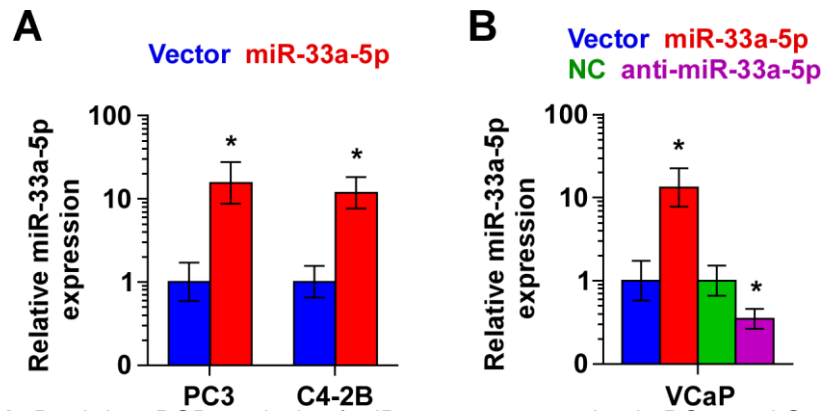 A
Vector miR-33a-5p
Relative miR-33a-5p
expression
100
10
1
0
*
*
PC3 C4-2B
B
Vector miR-33a-5p
NC anti-miR-33a-5p
Relative miR-33a-5p
expression
100
10
1
0
*
*
VCaP